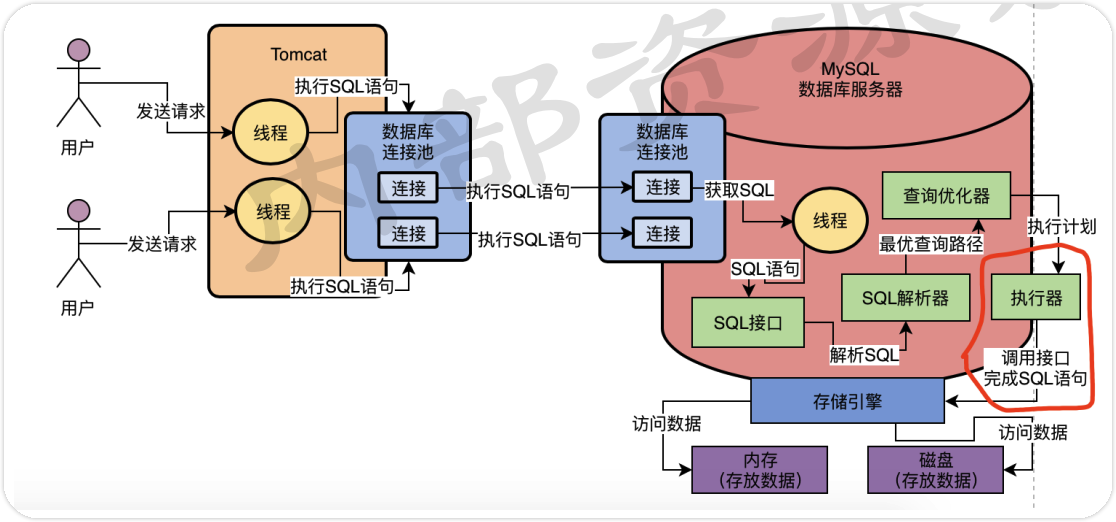 内部资源
Tomcat
MySQL
数据库服务器
执行SQL语句
发送请求
线程
数据库
连接池
数据库
连接池
用户
连接
执行SQL语句
连接
获取SQL
查询优化器
线程
线程
执行计划
发送请求
连接
执行SQL语句
连接
最优查询路径
SQL语句
执行SQL语句
SQL解析器
执行器
用户
SQL接口
解析SQL
调用接口
完成SQL语句
存储引擎
访问数据
访问数据
内存
(存放数据)
磁盘
(存放数据)